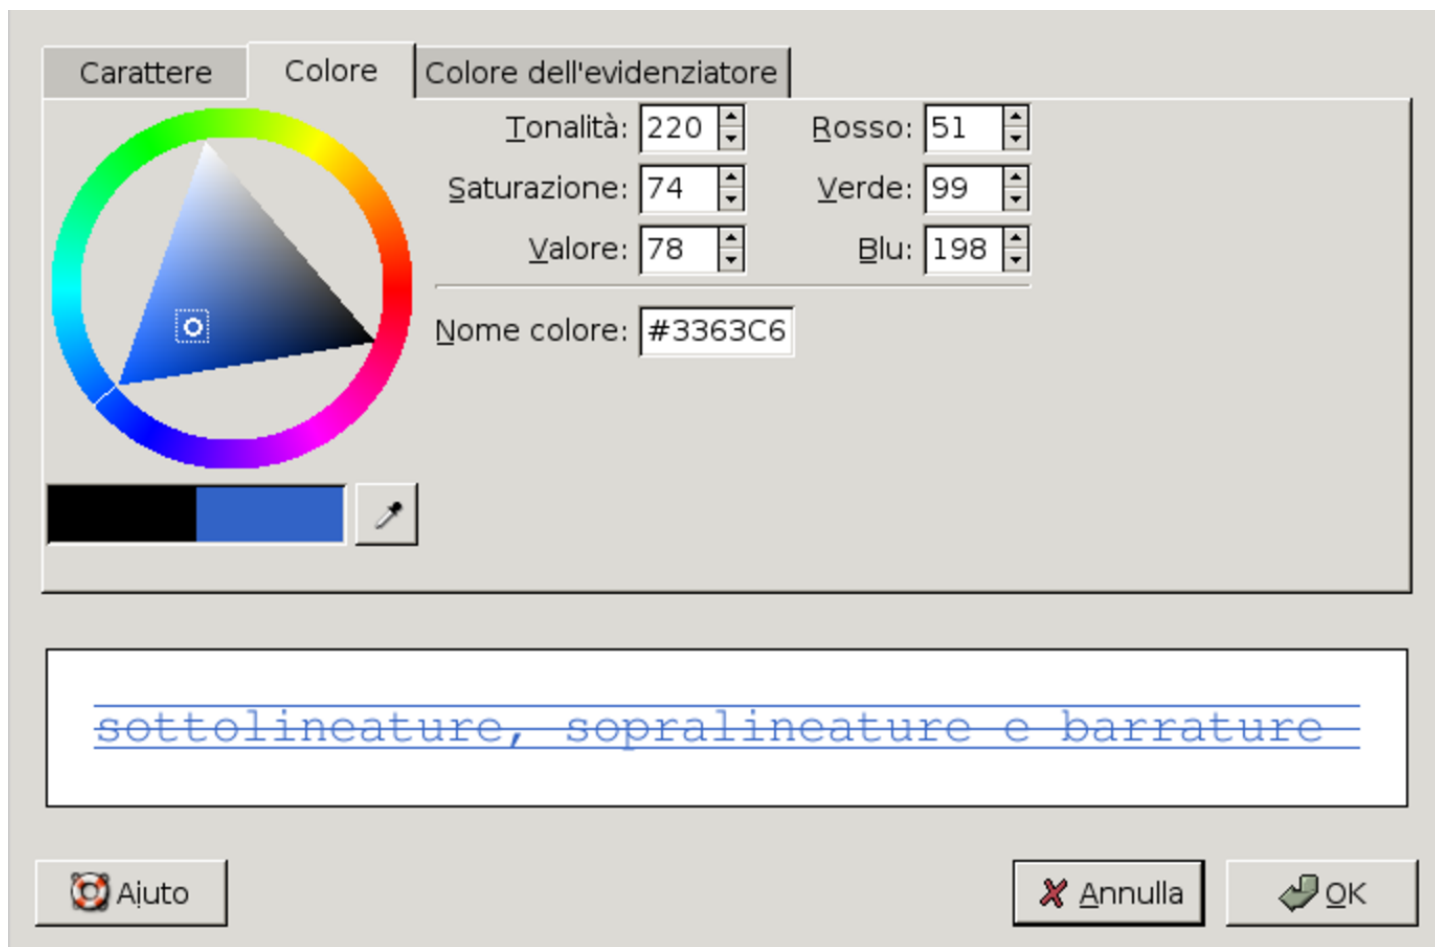 Carattere Colore Colore dell'evidenziatore
Tonalità: 220 Rosso: 51
Saturazione: 74 Verde: 99
Valore: 78 Blu: 198
Nome colore: #3363C6
sottolineature, sopralineature e barrature
Aiuto Annulla OK